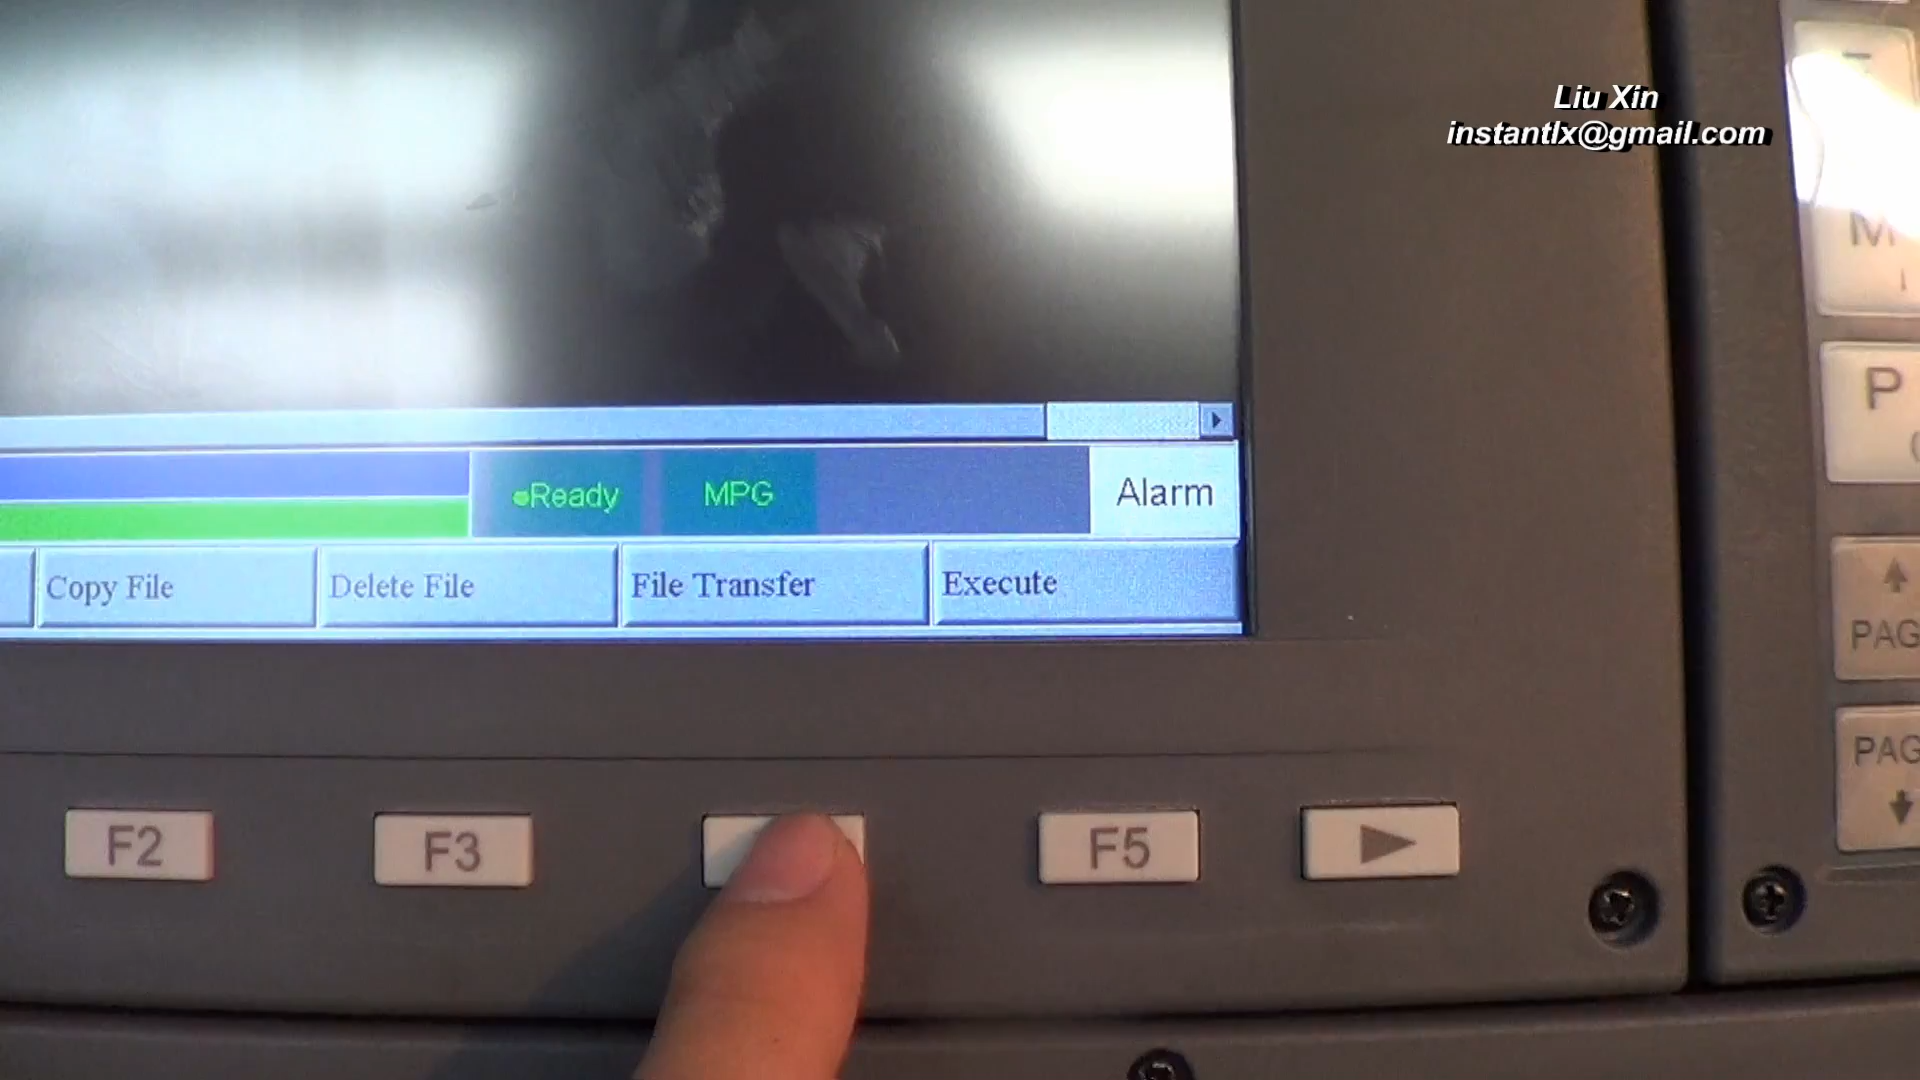 Liu Xin
instantlx@gmail.com
M
P
Ready
MPG
Alarm
Copy File
Delete File
File Transfer
Execute
PAG
PAG
F2
F3
F5